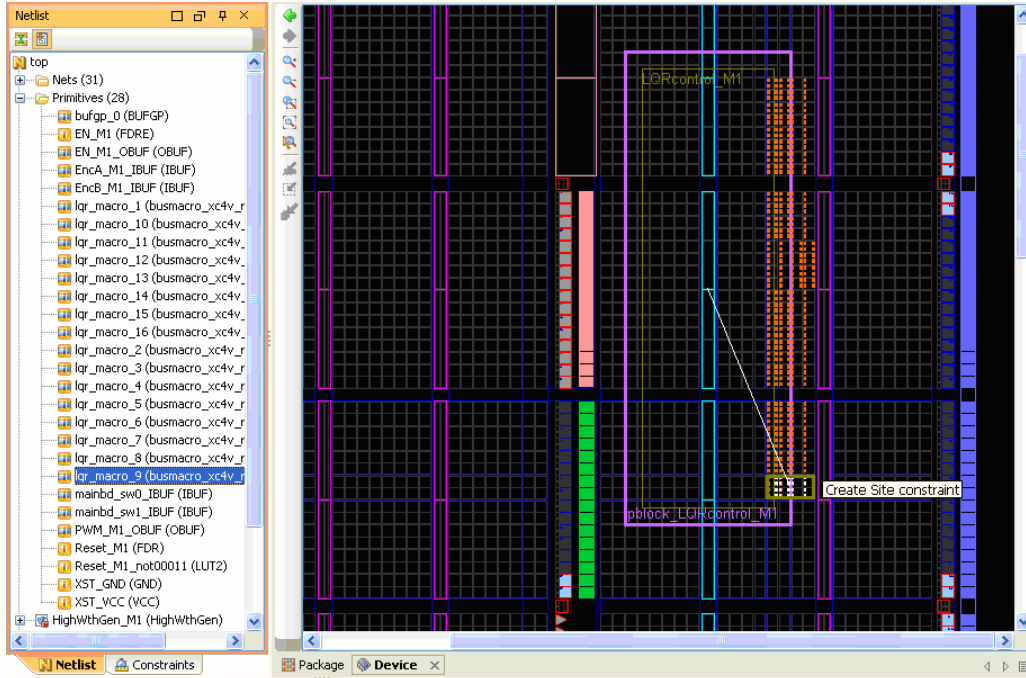 Netlist
top
Nets (31)
Primitives (28)
bufgp_0 (BUFGP)
EN_M1 (FDRE)
EN_M1_OBUF (OBUF)
EncA_M1_IBUF (IBUF)
EncB_M1_IBUF (IBUF)
lqr_macro_1 (busmacro_xc4v_r
lqr_macro_10 (busmacro_xc4v_
lqr_macro_11 (busmacro_xc4v_
lqr_macro_12 (busmacro_xc4v_
lqr_macro_13 (busmacro_xc4v_
lqr_macro_14 (busmacro_xc4v_
lqr_macro_15 (busmacro_xc4v_
lqr_macro_16 (busmacro_xc4v_
lqr_macro_2 (busmacro_xc4v_r
lqr_macro_3 (busmacro_xc4v_r
lqr_macro_4 (busmacro_xc4v_r
lqr_macro_5 (busmacro_xc4v_r
lqr_macro_6 (busmacro_xc4v_r
lqr_macro_7 (busmacro_xc4v_r
lqr_macro_8 (busmacro_xc4v_r
lqr_macro_9 (busmacro_xc4v_r
mainbd_sw0_IBUF (IBUF)
mainbd_sw1_IBUF (IBUF)
PWM_M1_OBUF (OBUF)
Reset_M1 (FDR)
Reset_M1_not00011 (LUT2)
XST_GND (GND)
XST_VCC (VCC)
HighWthGen_M1 (HighWthGen)
Netlist
Constraints
LQRcontrol_M1
Create Site constraint
pblock_LQRcontrol_M1
Package
Device